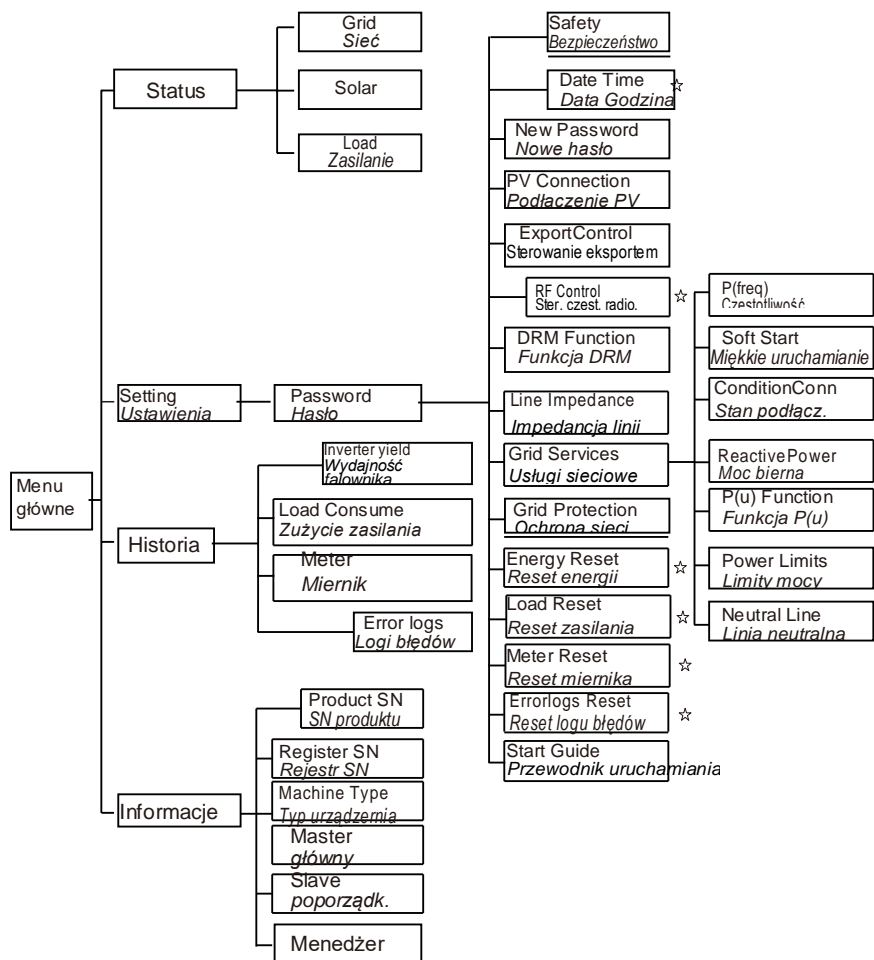 Menu
główne
Status
Grid
Sieć
Solar
Load
Zasilanie
Setting
Ustawienia
Password
Hasło
Safety
Bezpieczeństwo
Date Time
Data Godzina
☆
New Password
Nowe hasło
PV Connection
Podłaczenie PV
ExportControl
Sterowanie eksportem
RF Control
Ster. czest. radio.
☆
DRM Function
Funkcja DRM
Line Impedance
Impedancja linii
Grid Services
Usługi sieciowe
P(freq)
Częstotliwość
Soft Start
Miękkie uruchamianie
ConditionConn
Stan podłącz.
ReactivePower
Moc bierna
P(u) Function
Funkcja P(u)
Power Limits
Limity mocy
Neutral Line
Linia neutralna
Grid Protection
Ochrona sieci
Energy Reset
Reset energii
☆
Load Reset
Reset zasilania
☆
Meter Reset
Reset miernika
☆
Errorlogs Reset
Reset logu błędów
☆
Start Guide
Przewodnik uruchamiania
Historia
Inverter yield
Wydajność
falownika
Load Consume
Zużycie zasilania
Meter
Miernik
Error logs
Logi błędów
Informacje
Product SN
SN produktu
Register SN
Rejestr SN
Machine Type
Typ urządzernia
Master
główny
Slave
poporządk.
Menedżer